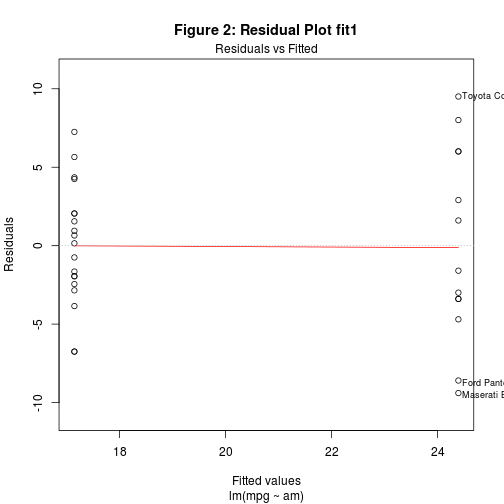 Figure 2: Residual Plot fit1
Residuals vs Fitted
Residuals
10
5
0
-5
-10
Toyota Co
Ford Pant
Maserati B
18
20
22
24
Fitted values
lm(mpg ~ am)